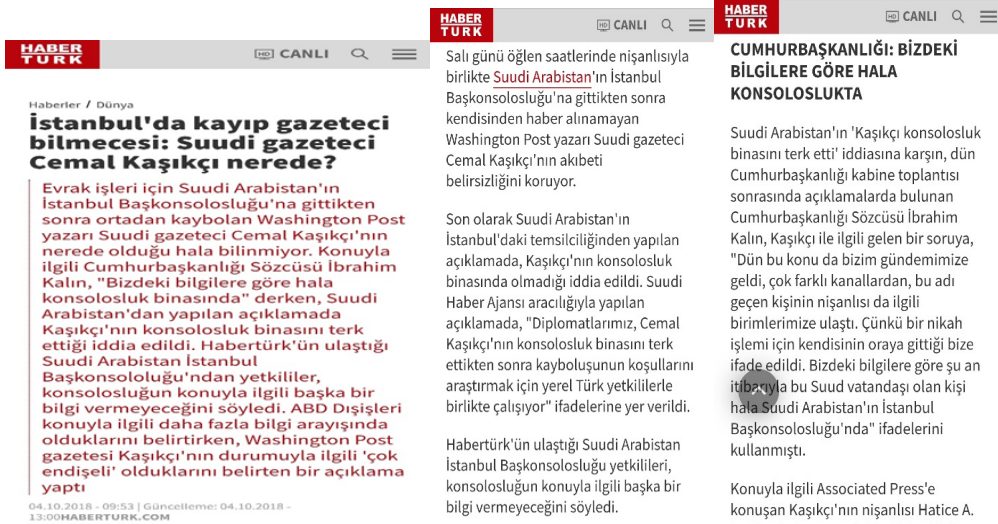 HABER
TURK
HD CANLI
Haberler / Dünya
İstanbul'da kayıp gazeteci
bilmecesi: Suudi gazeteci
Cemal Kaşıkçı nerede?
Evrak işleri için Suudi Arabistan'ın
İstanbul Başkonsolosluğu'na gittikten
sonra ortadan kaybolan Washington Post
yazarı Suudi gazeteci Cemal Kaşıkçı'nın
nerede olduğu hala bilinmiyor. Konuyla
ilgili Cumhurbaşkanlığı Sözcüsü İbrahim
Kalın, "Bizdeki bilgilere göre hala
konsolosluk binasında" derken, Suudi
Arabistan'dan yapılan açıklamada
Kaşıkçı'nın konsolosluk binasını terk
ettiği iddia edildi. Habertürk'ün ulaştığı
Suudi Arabistan İstanbul
Başkonsololuğu'ndan yetkililer,
konsolosluğun konuyla ilgili başka bir
bilgi vermeyeceğini söyledi. ABD Dışişleri
konuyla ilgili daha fazla bilgi arayışında
olduklarını belirtirken, Washington Post
gazetesi Kaşıkçı'nın durumuyla ilgili 'çok
endişeli' olduklarını belirten bir açıklama
yaptı
04.10.2018 - 09:53 | Güncelleme: 04.10.2018 -
13:00HABERTURK.COM
HABER
TURK
HD CANLI
Salı günü öğlen saatlerinde nişanlısıyla
birlikte Suudi Arabistan'ın İstanbul
Başkonsolosluğu'na gittikten sonra
kendisinden haber alınamayan
Washington Post yazarı Suudi gazeteci
Cemal Kaşıkçı'nın akıbeti
belirsizliğini koruyor.
Son olarak Suudi Arabistan'ın
İstanbul'daki temsilciliğinden yapılan
açıklamada, Kaşıkçı'nın konsolosluk
binasında olmadığı iddia edildi. Suudi
Haber Ajansı aracılığıyla yapılan
açıklamada, "Diplomatlarımız, Cemal
Kaşıkçı'nın konsolosluk binasını terk
ettikten sonra kayboluşunun koşullarını
araştırmak için yerel Türk yetkililerle
birlikte çalışıyor" ifadelerine yer verildi.
Habertürk'ün ulaştığı Suudi Arabistan
İstanbul Başkonsolosluğu yetkilileri,
konsolosluğun konuyla ilgili başka bir
bilgi vermeyeceğini söyledi.
HABER
TURK
HD CANLI
CUMHURBAŞKANLIĞI: BİZDEKİ
BİLGİLERE GÖRE HALA
KONSOLOSLUKTA
Suudi Arabistan'ın 'Kaşıkçı konsolosluk
binasını terk etti' iddiasına karşın, dün
Cumhurbaşkanlığı kabine toplantısı
sonrasında açıklamalarda bulunan
Cumhurbaşkanlığı Sözcüsü İbrahim
Kalın, Kaşıkçı ile ilgili gelen bir soruya,
"Dün bu konu da bizim gündemimize
geldi, çok farklı kanallardan, bu adı
geçen kişinin nişanlısı da ilgili
birimlerimize ulaştı. Çünkü bir nikah
işlemi için kendisinin oraya gittiği bize
ifade edildi. Bizdeki bilgilere göre şu an
itibarıyla bu Suud vatandaşı olan kişi
hala Suudi Arabistan'ın İstanbul
Başkonsolosluğu'nda" ifadelerini
kullanmıştı.
Konuyla ilgili Associated Press'e
konuşan Kaşıkçı'nın nişanlısı Hatice A.